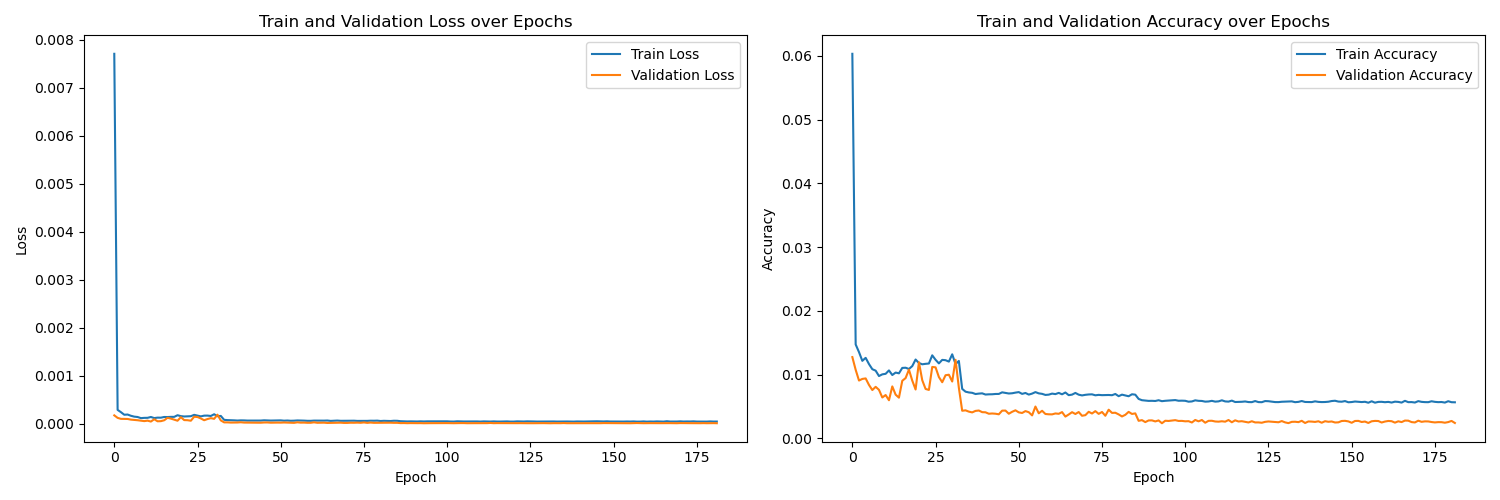 Train and Validation Loss over Epochs
0.008
0.007
0.006
0.005
0.004
0.003
0.002
0.001
0.000
Loss
Train Loss
Validation Loss
0 25 50 75 100 125 150 175
Epoch
Train and Validation Accuracy over Epochs
0.06
0.05
0.04
0.03
0.02
0.01
0.00
Accuracy
Train Accuracy
Validation Accuracy
0 25 50 75 100 125 150 175
Epoch